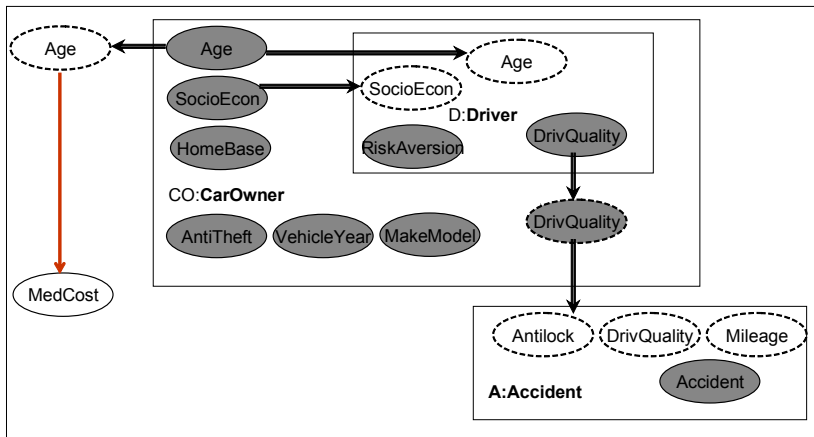 Age
Age
Age
SocioEcon
SocioEcon
D:Driver
HomeBase
RiskAversion
DrivQuality
CO:CarOwner
AntiTheft
VehicleYear
MakeModel
DrivQuality
MedCost
Antilock
DrivQuality
Mileage
A:Accident
Accident